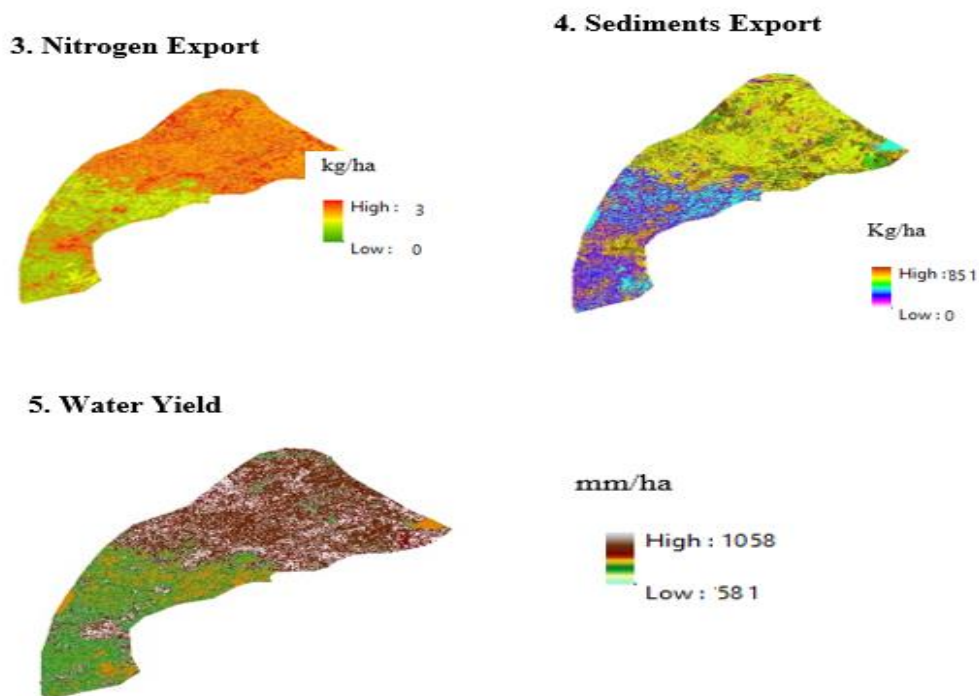 3. Nitrogen Export
kg/ha
High : 3
Low : 0
4. Sediments Export
Kg/ha
High :851
Low : 0
5. Water Yield
mm/ha
High : 1058
Low : 581